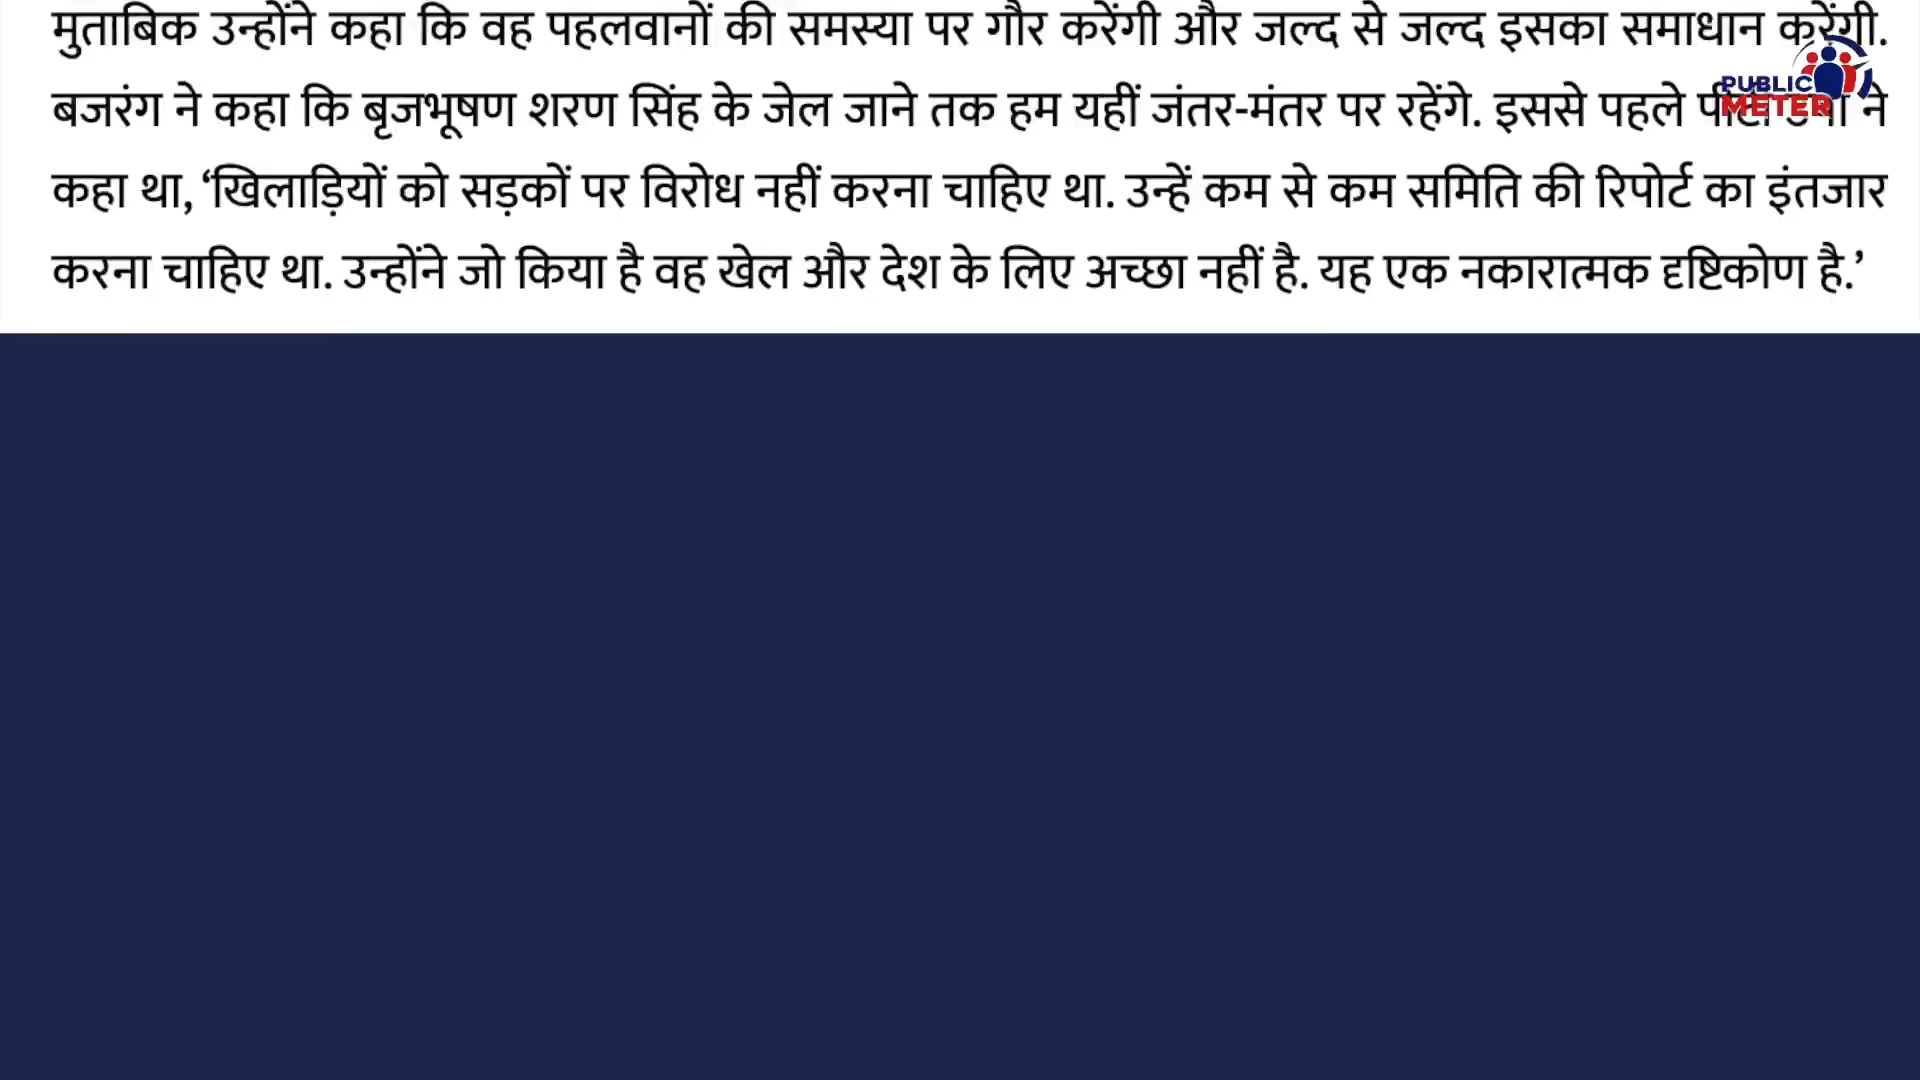 मुताबिक उन्होंने कहा कि वह पहलवानों की समस्या पर गौर करेंगी और जल्द से जल्द इसका समाधान करेंगी.
बजरंग ने कहा कि बृजभूषण शरण सिंह के जेल जाने तक हम यहीं जंतर-मंतर पर रहेंगे. इससे पहले ने
कहा था, ‘खिलाड़ियों को सड़कों पर विरोध नहीं करना चाहिए था. उन्हें कम से कम समिति की रिपोर्ट का इंतजार
करना चाहिए था. उन्होंने जो किया है वह खेल और देश के लिए अच्छा नहीं है. यह एक नकारात्मक दृष्टिकोण है.’
PUBLIC
METER